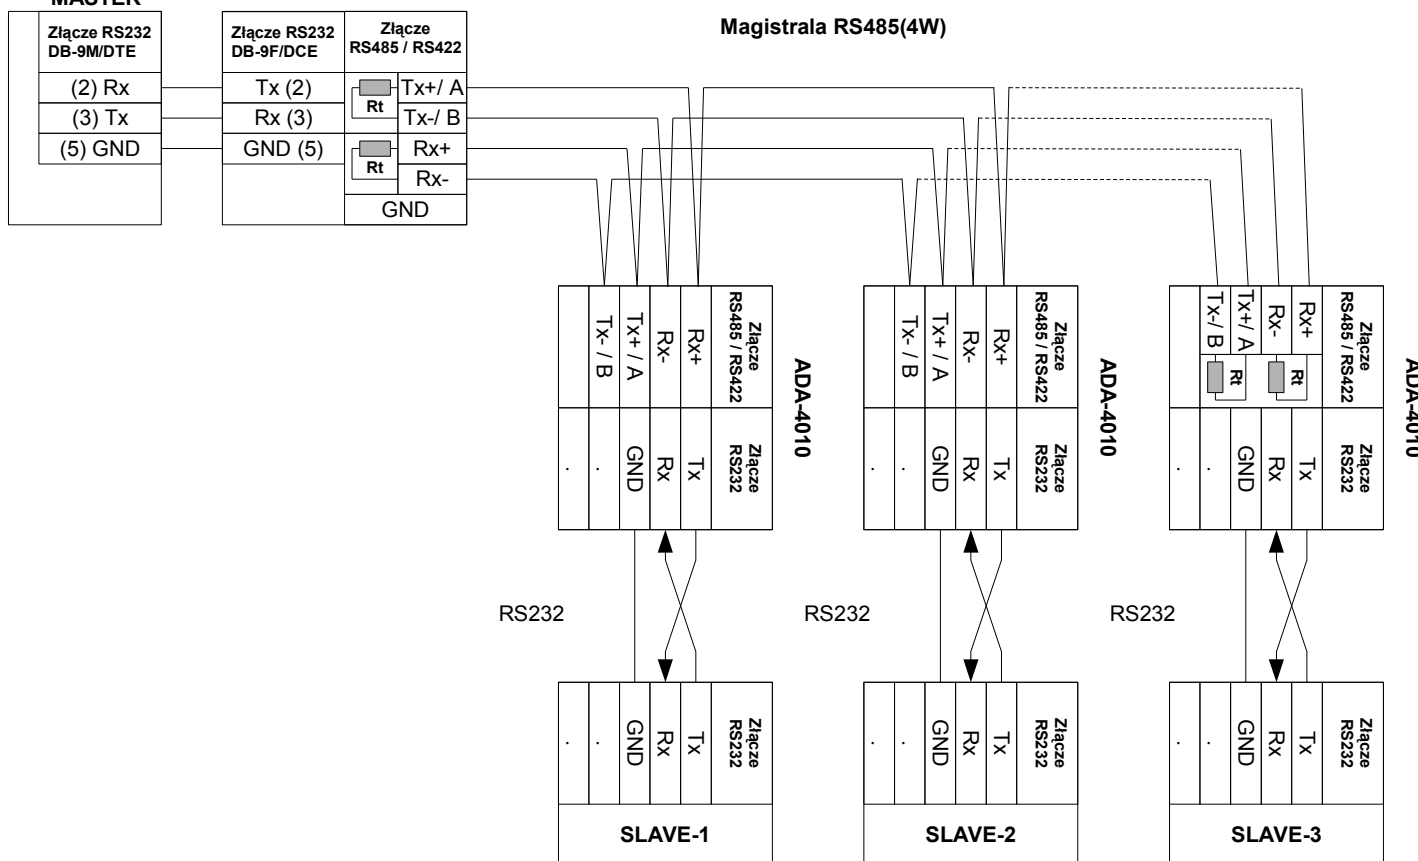 MASTER
Magistrala RS485(4W)
Złącze RS232
DB-9M/DTE
(2) Rx
(3) Tx
(5) GND
Złącze RS232
DB-9F/DCE
Tx (2)
Rx (3)
GND (5)
Złącze
RS485 / RS422
Rt
Tx+/ A
Tx-/ B
Rt
Rx+
Rx-
GND
Złącze
RS485 / RS422
Rx+
Rx-
Tx+ / A
Tx- / B
Złącze
RS232
Tx
Rx
GND
.
.
ADA-4010
Złącze
RS485 / RS422
Rx+
Rx-
Tx+ / A
Tx- / B
Złącze
RS232
Tx
Rx
GND
.
.
ADA-4010
Złącze
RS485 / RS422
Rx+
Rx-
Tx+/ A
Tx-/ B
Rt
Rt
Złącze
RS232
Tx
Rx
GND
.
.
ADA-4010
RS232
RS232
RS232
Złącze
RS232
Tx
Rx
GND
.
.
SLAVE-1
Złącze
RS232
Tx
Rx
GND
.
.
SLAVE-2
Złącze
RS232
Tx
Rx
GND
.
.
SLAVE-3